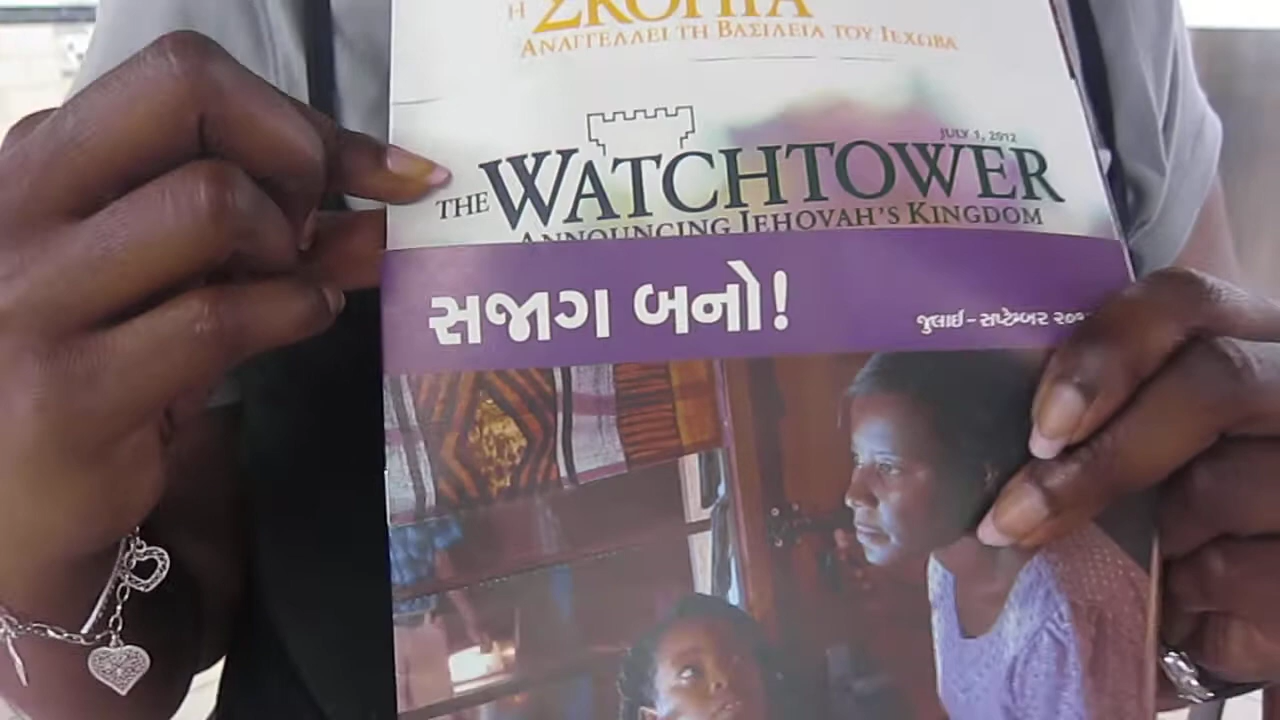 Η ΣΚΟΠΙΑ
ΑΝΑΓΓΕΛΛΕΙ ΤΗ ΒΑΣΙΛΕΙΑ ΤΟΥ ΙΕΧΩΒΑ
JULY 1, 2012
THE WATCHTOWER
ANNOUNCING JEHOVAH'S KINGDOM
સજાગ બનો!
જુલાઈ – સપ્ટેમ્બર